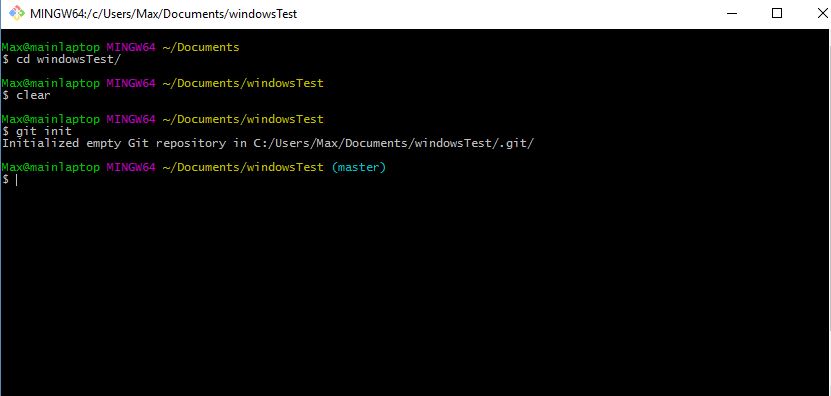 MINGW64:/c/Users/Max/Documents/windowsTest
Max@mainlaptop MINGW64 ~/Documents
$ cd windowsTest/
Max@mainlaptop MINGW64 ~/Documents/windowsTest
$ clear
Max@mainlaptop MINGW64 ~/Documents/windowsTest
$ git init
Initialized empty Git repository in C:/Users/Max/Documents/windowsTest/.git/
Max@mainlaptop MINGW64 ~/Documents/windowsTest (master)
$